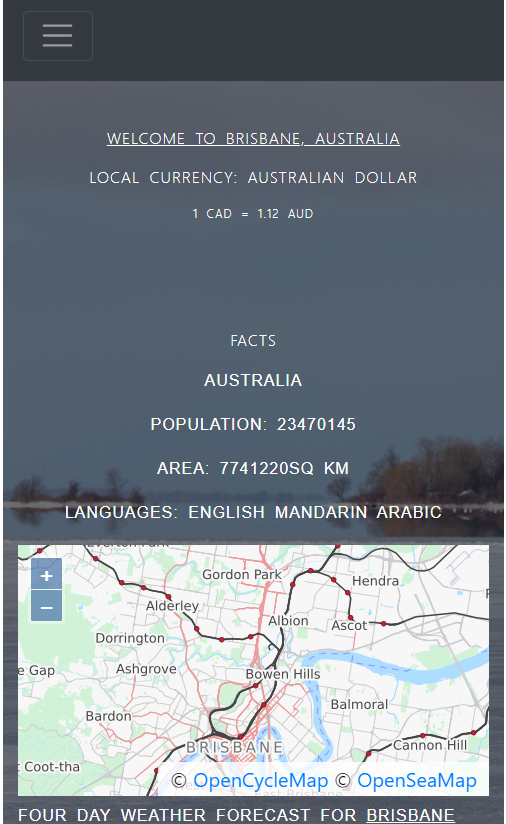 WELCOME TO BRISBANE, AUSTRALIA
LOCAL CURRENCY: AUSTRALIAN DOLLAR
1 CAD = 1.12 AUD
FACTS
AUSTRALIA
POPULATION: 23470145
AREA: 7741220SQ KM
LANGUAGES: ENGLISH MANDARIN ARABIC
Everton Park
+
Gordon Park
Hendra
−
Alderley
Albion
Ascot
Dorrington
e Gap
Ashgrove
Bowen Hills
Balmoral
Bardon
BRISBANE
Cannon Hill
t Coot-tha
© OpenCycleMap © OpenSeaMap
East Brisbane
FOUR DAY WEATHER FORECAST FOR BRISBANE